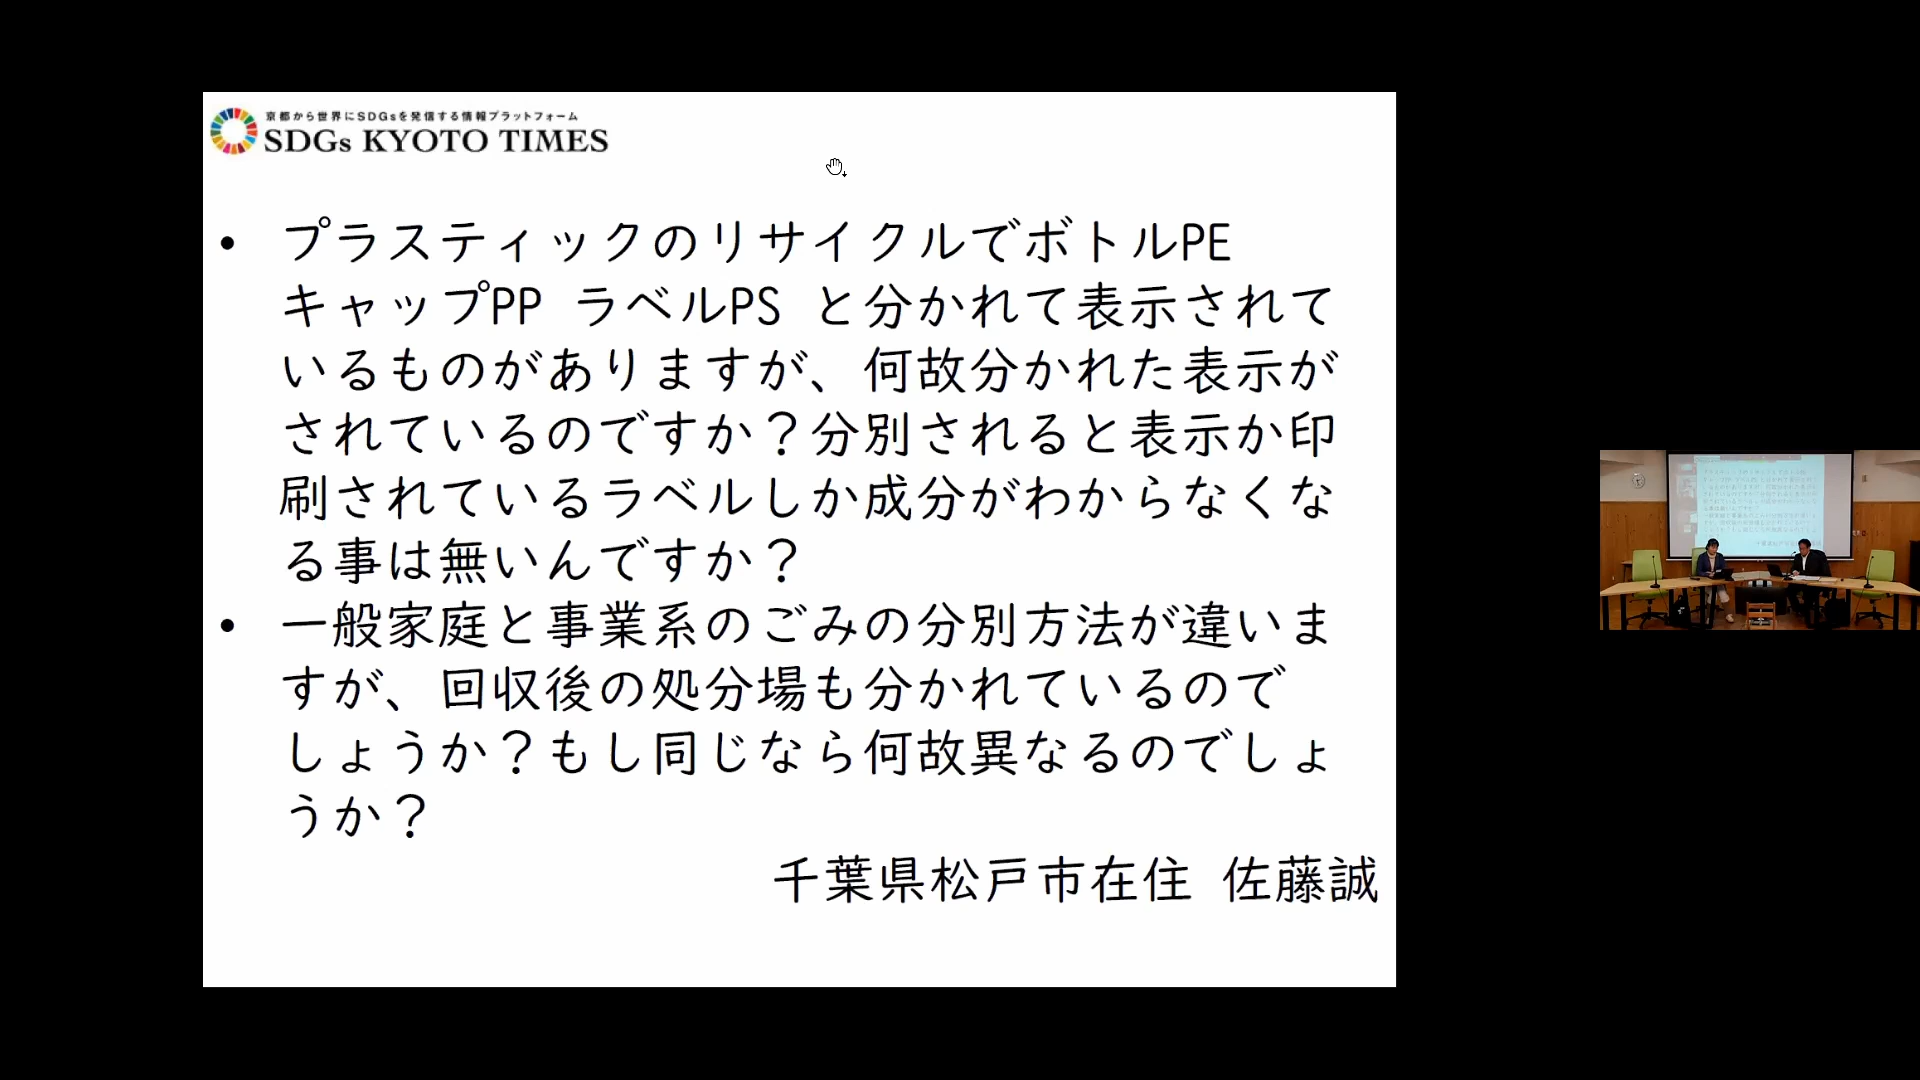 京都から世界にSDGsを発信する情報プラットフォーム
SDGs KYOTO TIMES
• プラスティックのリサイクルでボトルPE
キャップPP ラベルPS と分かれて表示されて
いるものがありますが、何故分かれた表示が
されているのですか？分別されると表示か印
刷されているラベルしか成分がわからなくな
る事は無いんですか？
• 一般家庭と事業系のごみの分別方法が違いま
すが、回収後の処分場も分かれているので
しょうか？もし同じなら何故異なるのでしょ
うか？
千葉県松戸市在住 佐藤誠